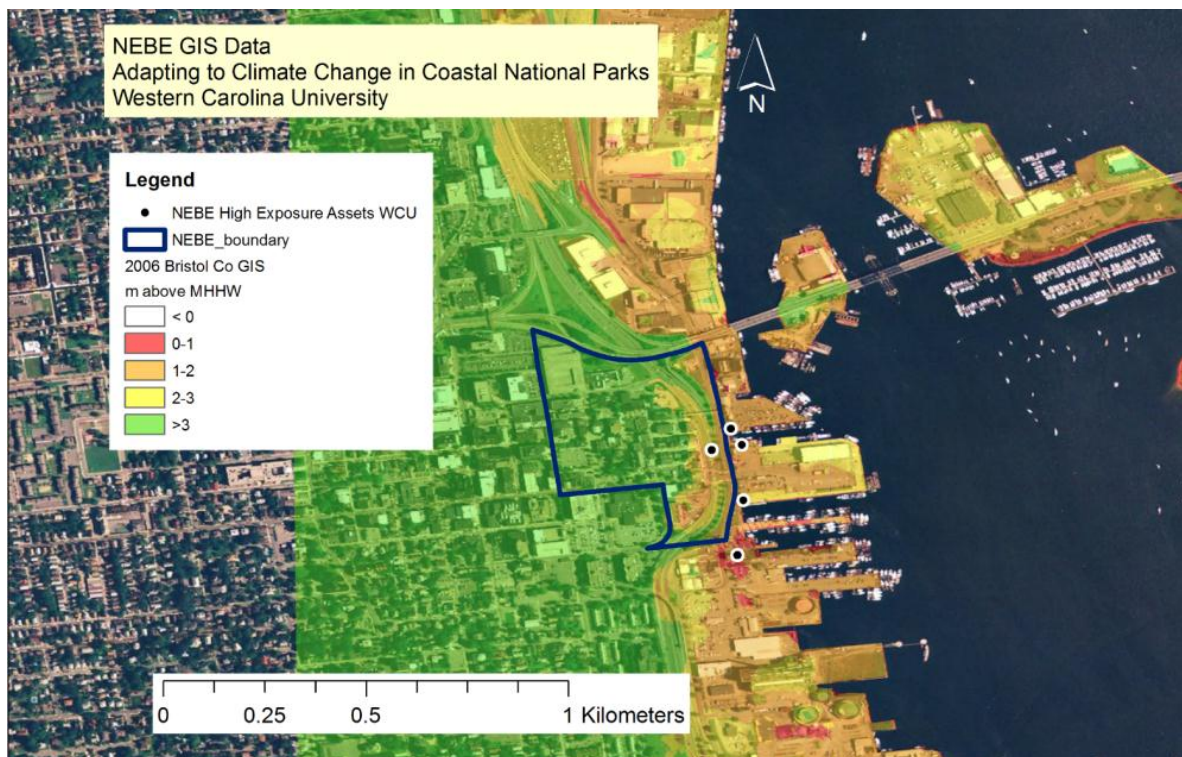 NEBE GIS Data
Adapting to Climate Change in Coastal National Parks
Western Carolina University
N
Legend
NEBE High Exposure Assets WCU
NEBE_boundary
2006 Bristol Co GIS
m above MHHW
< 0
0-1
1-2
2-3
>3
0 0.25 0.5 1 Kilometers